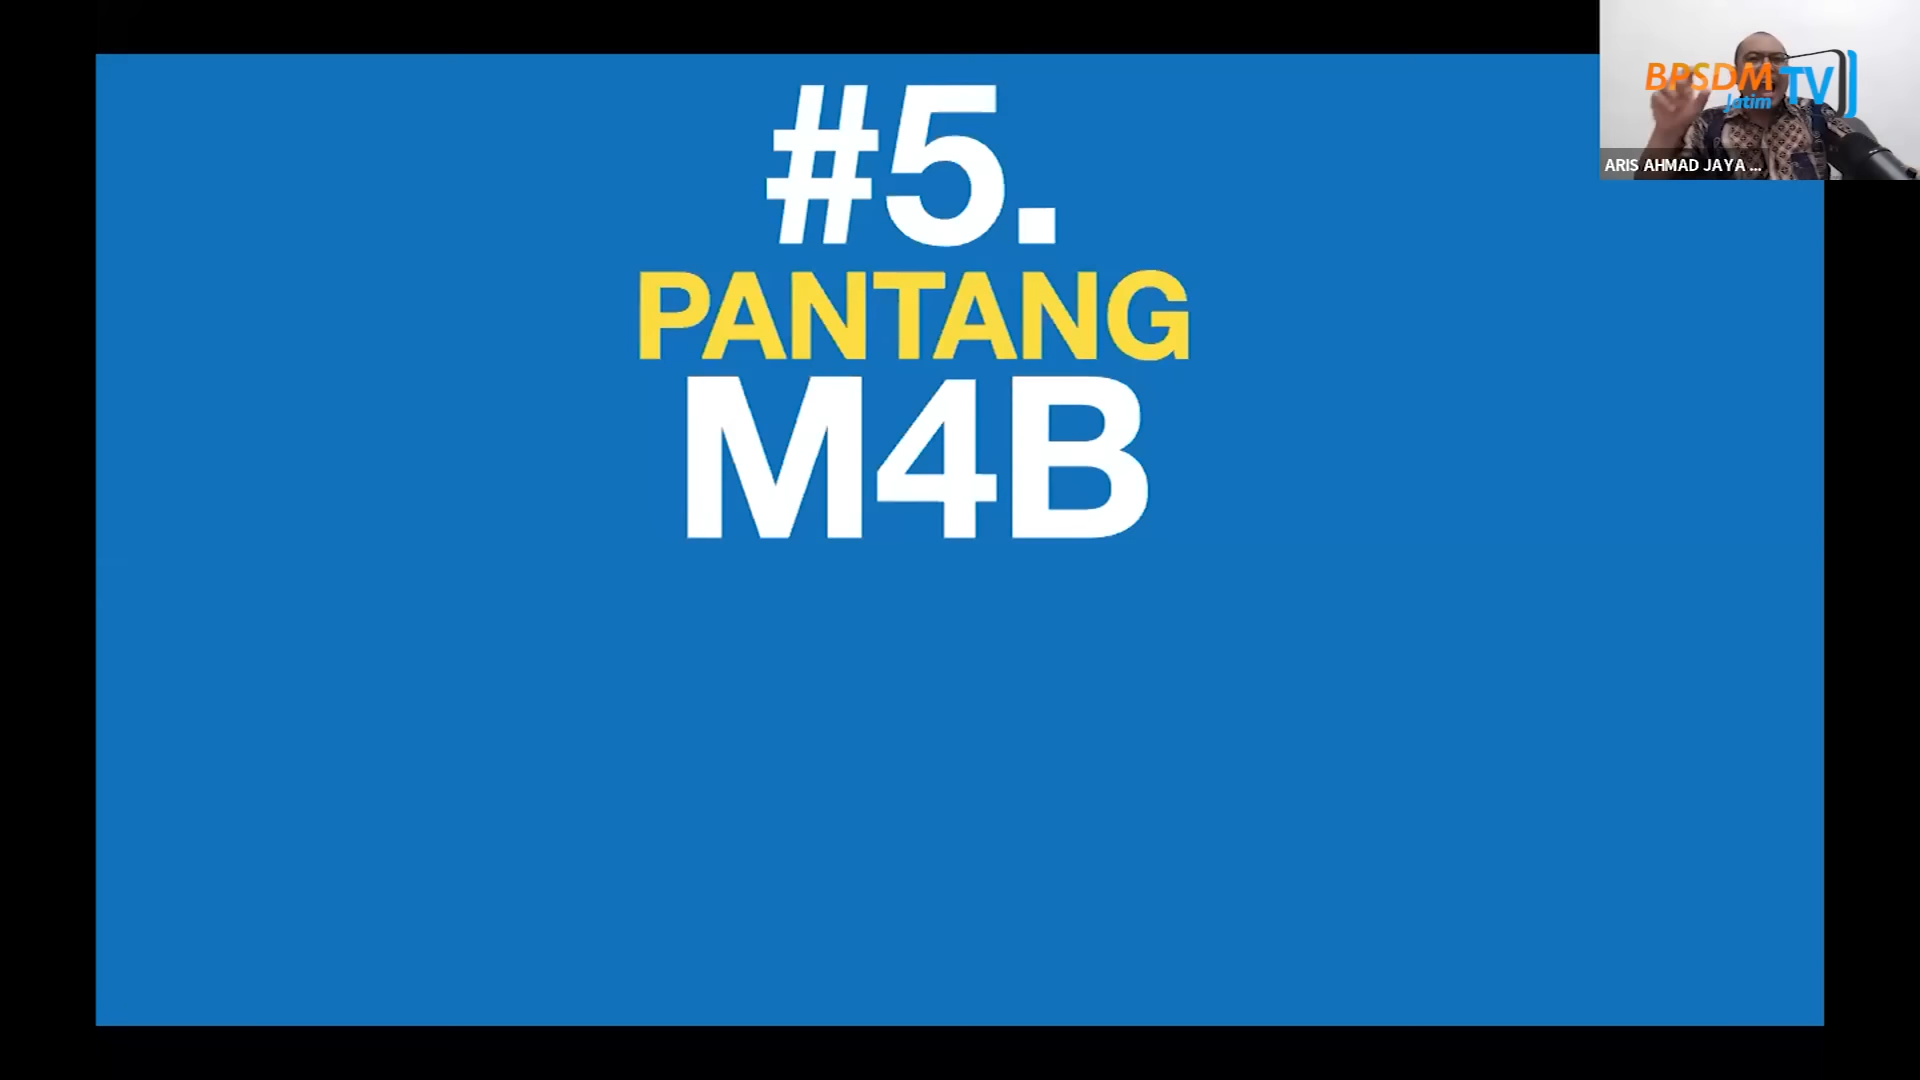 #5.
PANTANG
M4B
BPSDM TV
Jatim
ARIS AHMAD JAYA ...